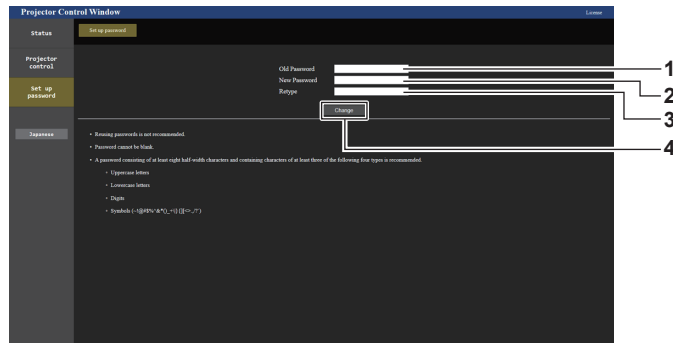 Projector Control Window
License
Status
Set up password
Projector
control
Set up
password
Japanese
Old Password
New Password
Retype
Change
1
2
3
4
• Reusing passwords is not recommended.
• Password cannot be blank.
• A password consisting of at least eight half-width characters and containing characters of at least three of the following four types is recommended.
• Uppercase letters
• Lowercase letters
• Digits